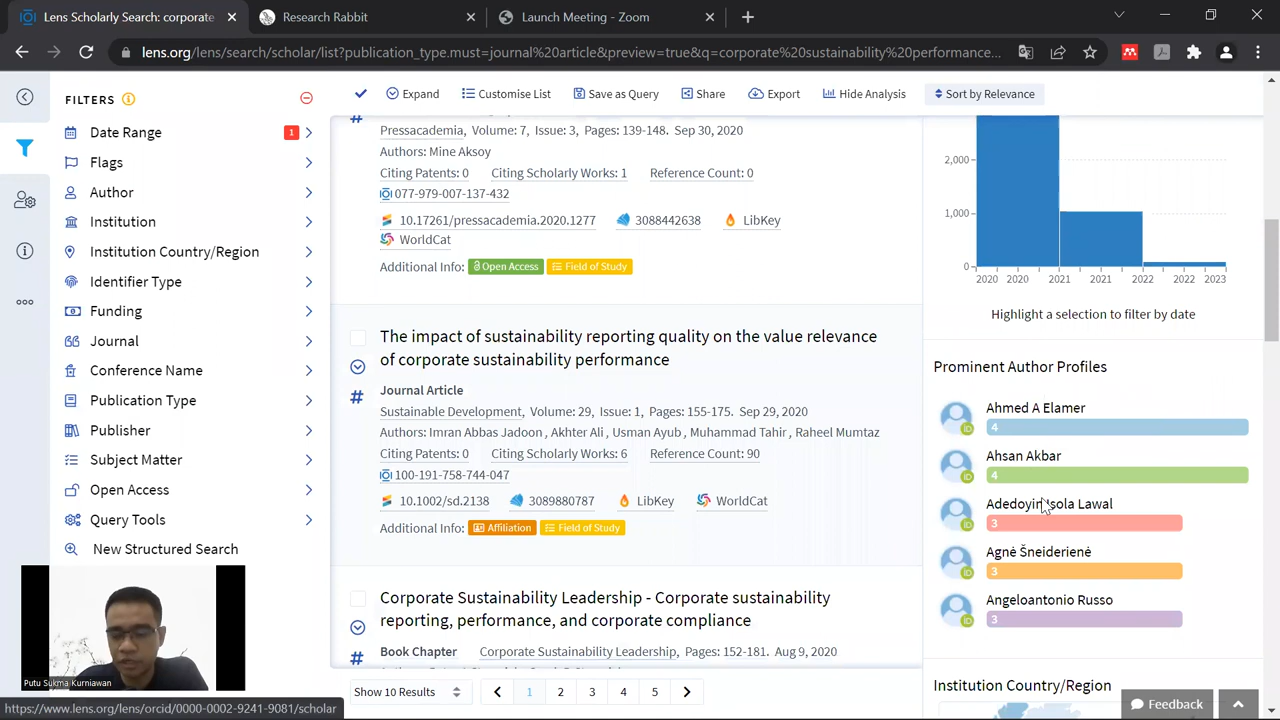 Lens Scholarly Search: corporate
Research Rabbit
Launch Meeting - Zoom
lens.org/lens/search/scholar/list?publication_type.must=journal%20article&preview=true&q=corporate%20sustainability%20performance...
FILTERS
Date Range 1
Flags
Author
Institution
Institution Country/Region
Identifier Type
Funding
Journal
Conference Name
Publication Type
Publisher
Subject Matter
Open Access
Query Tools
New Structured Search
Putu Sukma Kurniawan
https://www.lens.org/lens/orcid/0000-0002-9241-9081/scholar
Expand Customise List Save as Query Share Export Hide Analysis Sort by Relevance
Pressacademia, Volume: 7, Issue: 3, Pages: 139-148. Sep 30, 2020
Authors: Mine Aksoy
Citing Patents: 0 Citing Scholarly Works: 1 Reference Count: 0
077-979-007-137-432
10.17261/pressacademia.2020.1277 3088442638 LibKey
WorldCat
Additional Info: Open Access Field of Study
The impact of sustainability reporting quality on the value relevance
of corporate sustainability performance
Journal Article
Sustainable Development, Volume: 29, Issue: 1, Pages: 155-175. Sep 29, 2020
Authors: Imran Abbas Jadoon, Akhter Ali, Usman Ayub, Muhammad Tahir, Raheel Mumtaz
Citing Patents: 0 Citing Scholarly Works: 6 Reference Count: 90
100-191-758-744-047
10.1002/sd.2138 3089880787 LibKey WorldCat
Additional Info: Affiliation Field of Study
Corporate Sustainability Leadership - Corporate sustainability
reporting, performance, and corporate compliance
Book Chapter Corporate Sustainability Leadership, Pages: 152-181. Aug 9, 2020
Show 10 Results 1 2 3 4 5
2,000
1,000
0
2020 2020 2021 2021 2022 2022 2023
Highlight a selection to filter by date
Prominent Author Profiles
Ahmed A Elamer
4
Ahsan Akbar
4
Adedoyin Isola Lawal
3
Agnė Šneiderienė
3
Angeloantonio Russo
3
Institution Country/Region
Feedback